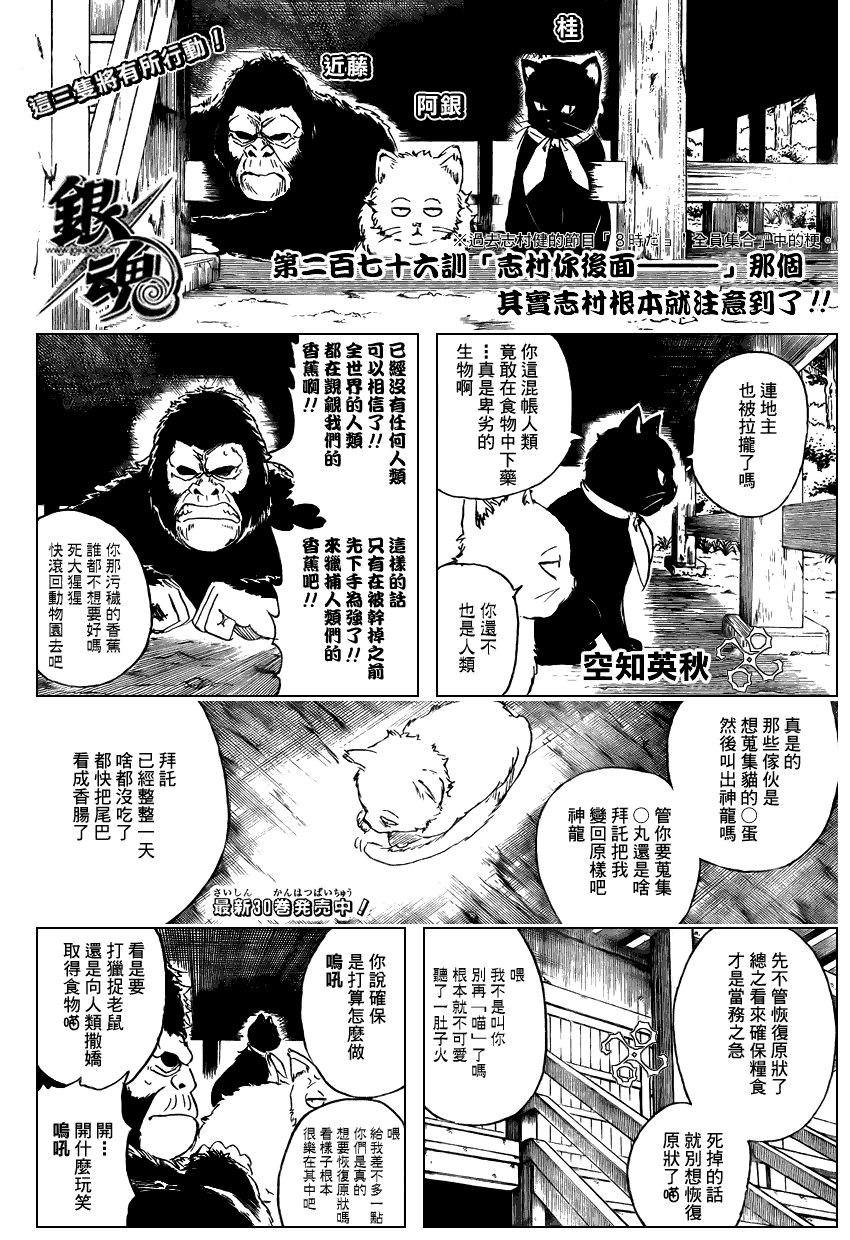 這三隻將有所行動！
近藤
阿銀
桂
銀魂
www.jojohot.com
※過去志村健的節目「８時だョ！全員集合」中的梗。
第二百七十六訓「志村你後面————」那個
其實志村根本就注意到了!!
連地主
也被拉攏了嗎
你這混帳人類
竟敢在食物中下藥
…真是卑劣的
生物啊
你還不
也是人類
空知英秋
已經沒有任何人類
可以相信了!!
全世界的人類
都在覬覦我們的
香蕉啊!!
這樣的話
只有在被幹掉之前
先下手為強了!!
來獵捕人類們的
香蕉吧!!
你那污穢的香蕉
誰都不想要好嗎
死大猩猩
快滾回動物園去吧
真是的
那些傢伙是
想蒐集貓的○蛋
然後叫出神龍嗎
管你要蒐集
○丸還是啥
拜託把我
變回原樣吧
神龍
拜託
已經整整一天
啥都沒吃了
都快把尾巴
看成香腸了
さいしん　かんはつばいちゅう
最新30巻発売中！
先不管恢復原狀了
總之看來確保糧食
才是當務之急
死掉的話
就別想恢復
原狀了喵
喂
我不是叫你
別再「喵」了嗎
根本就不可愛
聽了一肚子火
你說確保
是打算怎麼做
嗚吼
看是要
打獵捉老鼠
還是向人類撒嬌
取得食物喵
喂
給我差不多一點
你們是真的
想要恢復原狀嗎
看樣子根本
很樂在其中吧
開…
開什麼玩笑
嗚吼